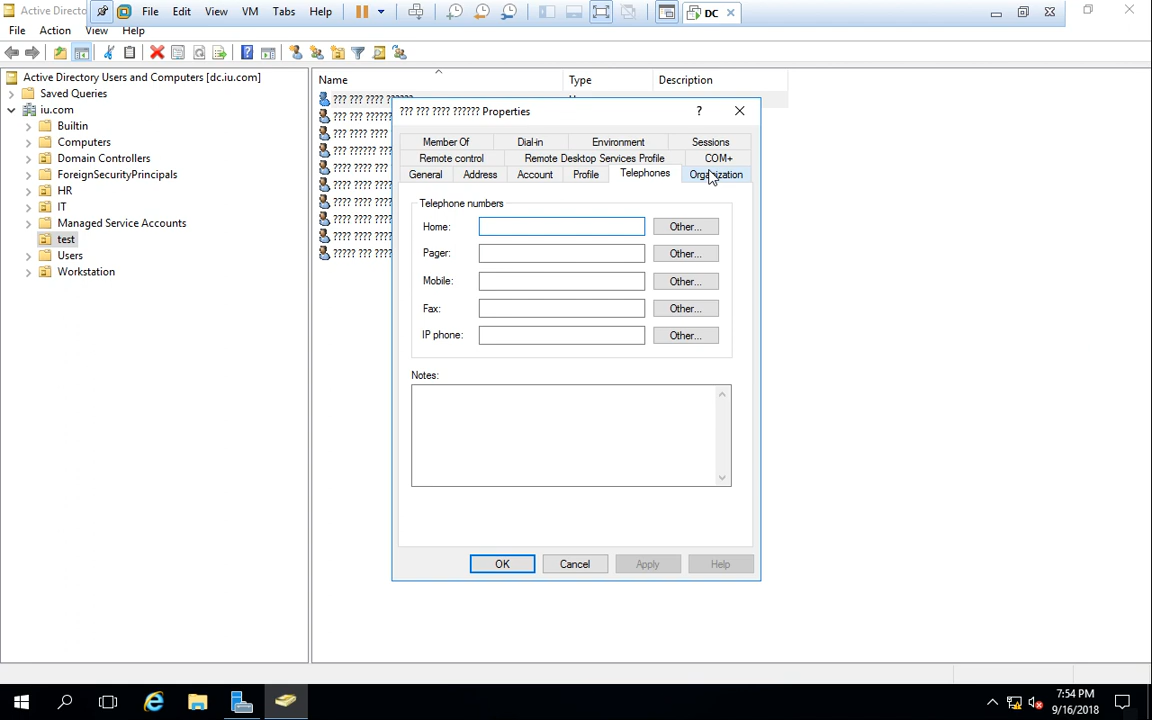 Active Directo
File Edit View VM Tabs Help
DC
File Action View Help
Active Directory Users and Computers [dc.iu.com]
Saved Queries
iu.com
Builtin
Computers
Domain Controllers
ForeignSecurityPrincipals
HR
IT
Managed Service Accounts
test
Users
Workstation
Name Type Description
??? ??? ???? ??????
??? ??? ??????
??? ???? ????
??? ?????? ???
???? ???? ???
???? ???? ????
???? ???? ????
???? ???? ????
???? ???? ????
????? ??? ????
??? ??? ???? ?????? Properties
?
Member Of Dial-in Environment Sessions
Remote control Remote Desktop Services Profile COM+
General Address Account Profile Telephones Organization
Telephone numbers
Home: Other...
Pager: Other...
Mobile: Other...
Fax: Other...
IP phone: Other...
Notes:
OK Cancel Apply Help
7:54 PM
9/16/2018